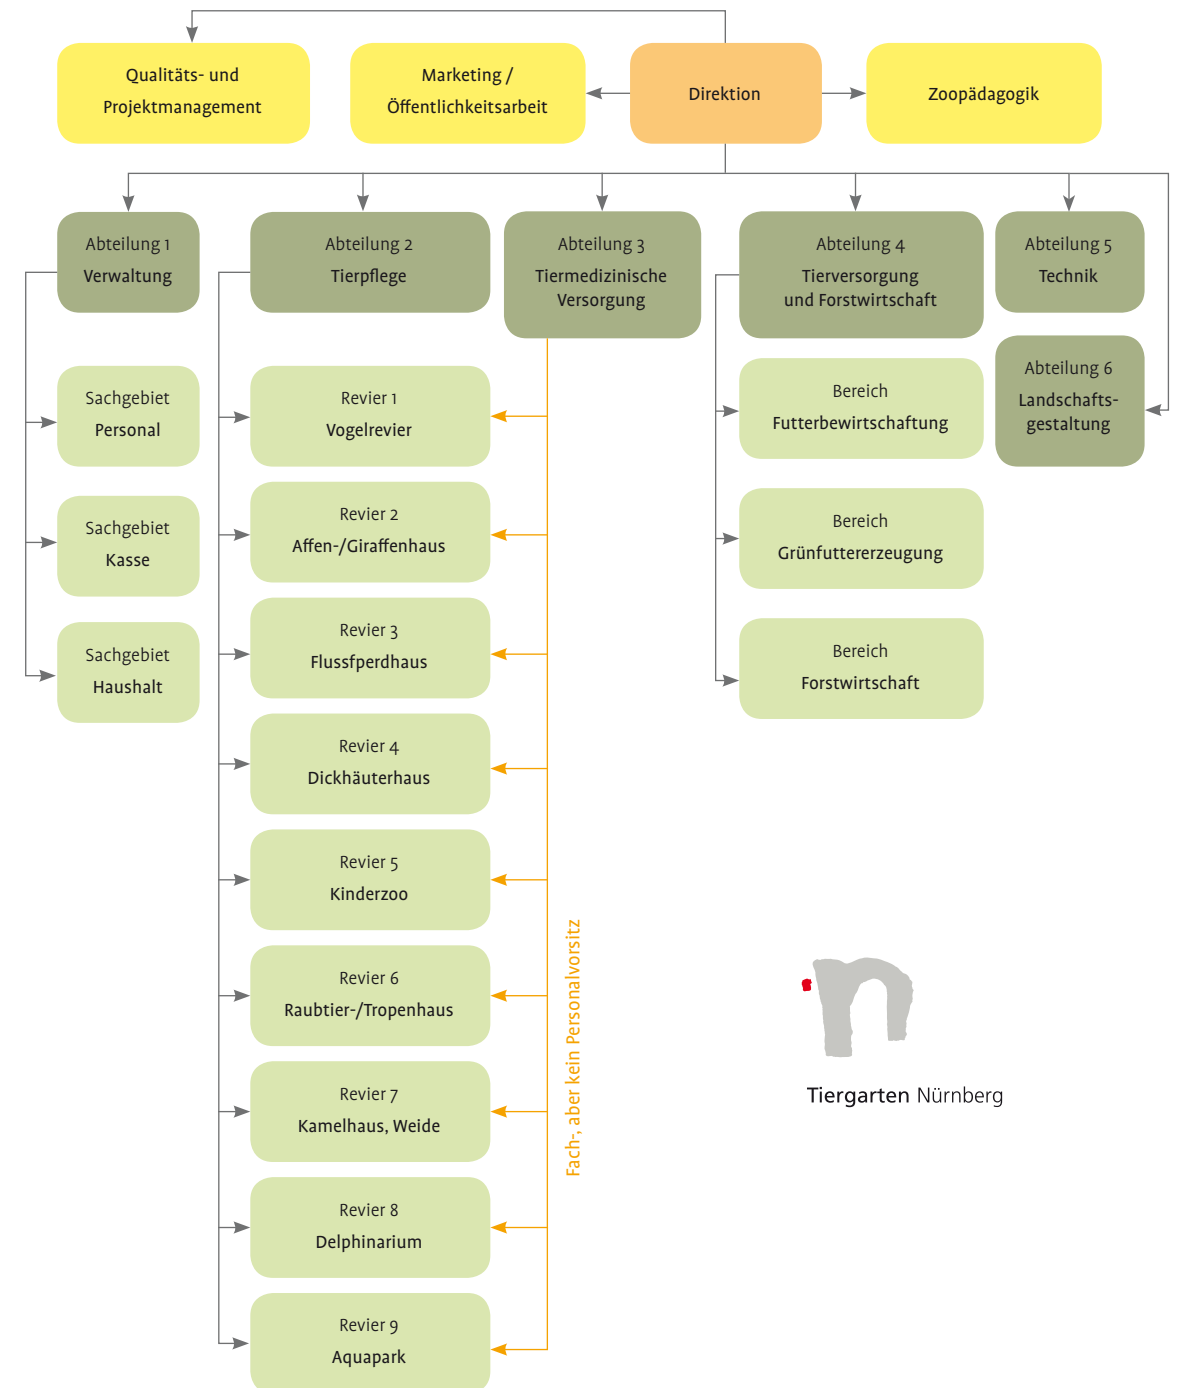 Qualitäts- und
Projektmanagement
Marketing /
Öffentlichkeitsarbeit
Direktion
Zoopädagogik
Abteilung 1
Verwaltung
Abteilung 2
Tierpflege
Abteilung 3
Tiermedizinische
Versorgung
Abteilung 4
Tierversorgung
und Forstwirtschaft
Abteilung 5
Technik
Abteilung 6
Landschafts-
gestaltung
Sachgebiet
Personal
Sachgebiet
Kasse
Sachgebiet
Haushalt
Revier 1
Vogelrevier
Revier 2
Affen-/Giraffenhaus
Revier 3
Flussfperdhaus
Revier 4
Dickhäuterhaus
Revier 5
Kinderzoo
Revier 6
Raubtier-/Tropenhaus
Revier 7
Kamelhaus, Weide
Revier 8
Delphinarium
Revier 9
Aquapark
Fach-, aber kein Personalvorsitz
Bereich
Futterbewirtschaftung
Bereich
Grünfuttererzeugung
Bereich
Forstwirtschaft
Tiergarten Nürnberg